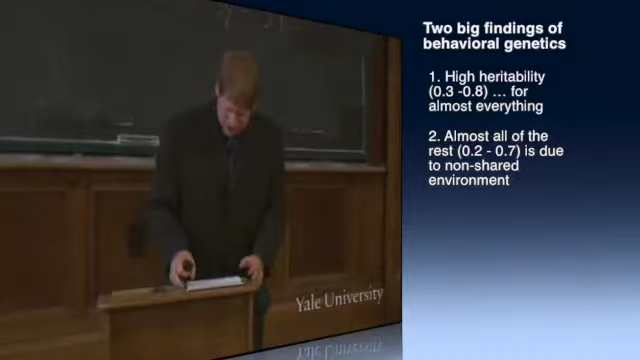 Two big findings of
behavioral genetics
1. High heritability
(0.3 -0.8) ... for
almost everything
2. Almost all of the
rest (0.2 - 0.7) is due
to non-shared
environment
Yale University